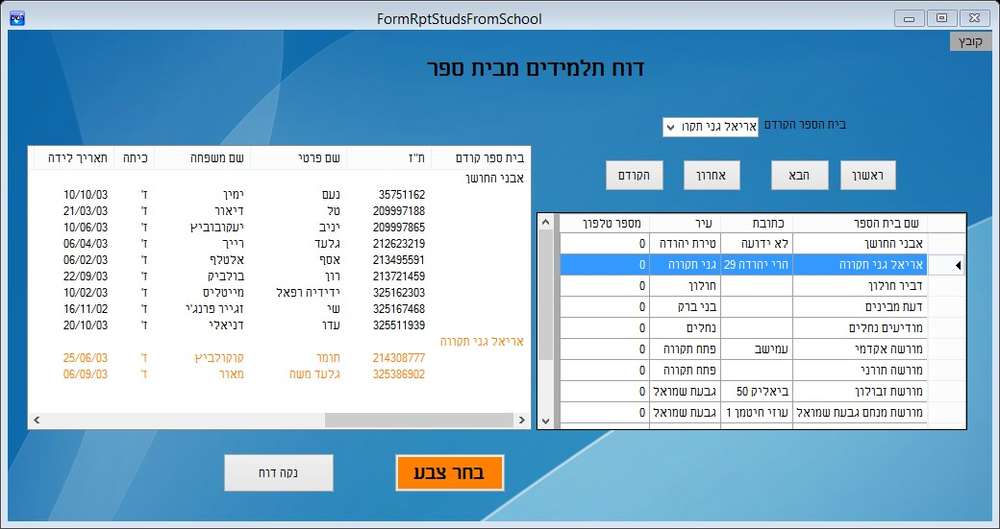 FormRptStudsFromSchool
קובץ
דוח תלמידים מבית ספר
בית הספר הקודם אריאל גני תקוו
ראשון הבא אחרון הקודם
שם בית הספר כתובת עיר מספר טלפון
אבני החושן לא ידועה טירת יהודה 0
אריאל גני תקווה הרי יהודה 29 גני תקווה 0
דביר חולון חולון 0
דעת מבינים בני ברק 0
מודיעים נחלים נחלים 0
מורשה אקדמי עמישב פתח תקווה 0
מורשה תורני פתח תקווה 0
מורשת זבולון ביאליק 50 גבעת שמואל 0
מורשת מנחם גבעת שמואל עוזי חיטמן 1 גבעת שמואל 0
בית ספר קודם ת"ז שם פרטי שם משפחה כיתה תאריך לידה
אבני החושן
35751162 נעם ימין ד' 10/10/03
209997188 טל דיאור ד' 21/03/03
209997865 יניב יעקובוביץ ד' 10/06/03
212623219 גלעד רייך ד' 06/04/03
213495591 אסף אלטלף ד' 06/02/03
213721459 רון בולביק ד' 22/09/03
325162303 ידידיה רפאל מייטליס ד' 10/02/03
325167468 שי זגייר פרנג'י ד' 16/11/02
325511939 עדו דניאלי ד' 20/10/03
אריאל גני תקווה
214308777 תומר קוקולביץ ד' 25/06/03
325386902 גלעד משה מאור ד' 06/09/03
בחר צבע
נקה דוח